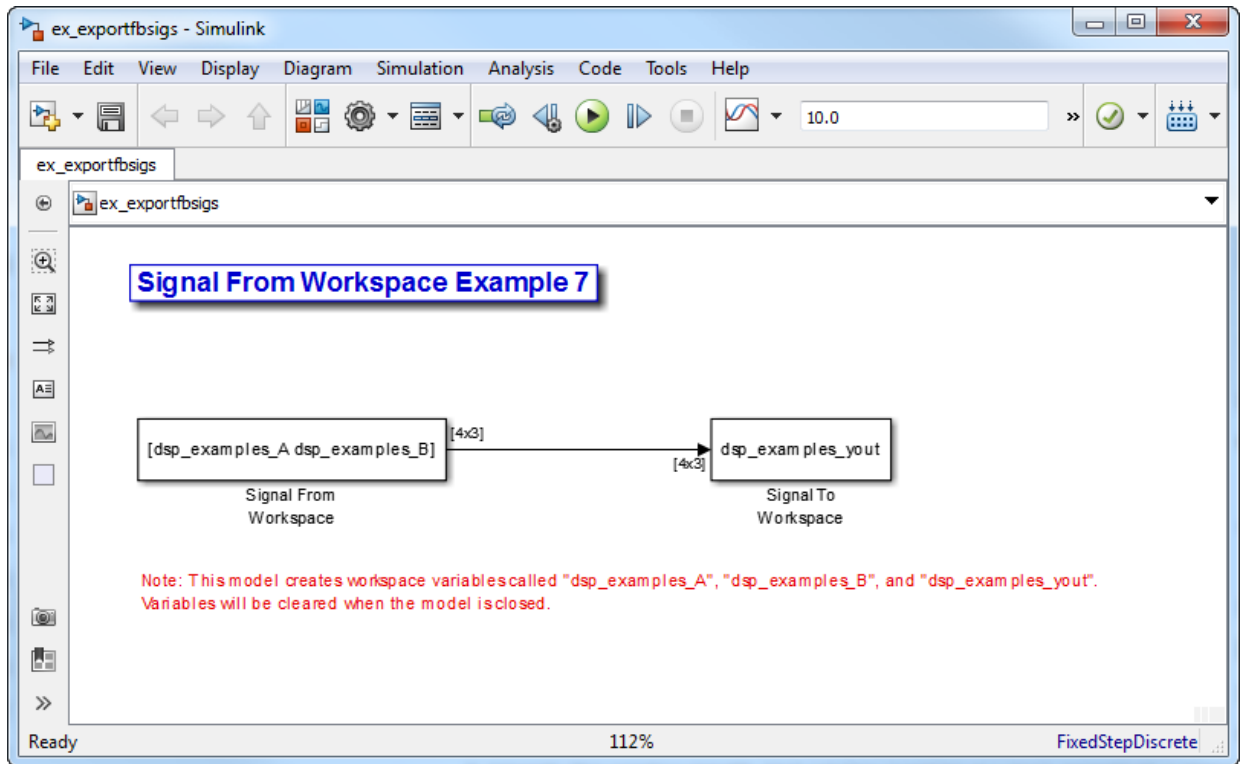 ex_exportfbsigs - Simulink
File Edit View Display Diagram Simulation Analysis Code Tools Help
10.0
ex_exportfbsigs
ex_exportfbsigs
Signal From Workspace Example 7
[dsp_examples_A dsp_examples_B]
[4x3]
[4x3]
dsp_examples_yout
Signal From
Workspace
Signal To
Workspace
Note: This model creates workspace variables called "dsp_examples_A", "dsp_examples_B", and "dsp_examples_yout".
Variables will be cleared when the model is closed.
Ready 112% FixedStepDiscrete